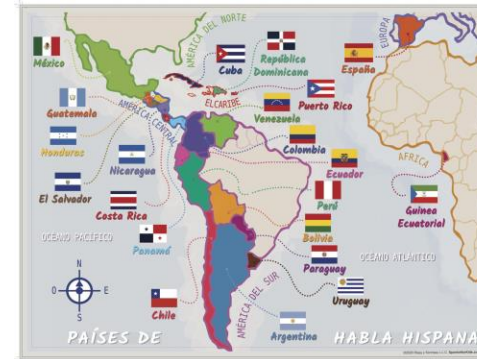 AMÉRICA DEL NORTE
EUROPA
México
Cuba
República
Dominicana
España
Puerto Rico
EL CARIBE
Guatemala
AMÉRICA CENTRAL
Venezuela
Honduras
Colombia
Nicaragua
Ecuador
AFRICA
El Salvador
Costa Rica
Perú
Guinea
Ecuatorial
Panamá
Bolivia
OCÉANO PACÍFICO
Paraguay
OCÉANO ATLÁNTICO
N
O
E
S
Uruguay
Chile
AMÉRICA DEL SUR
Argentina
PAÍSES DE HABLA HISPANA